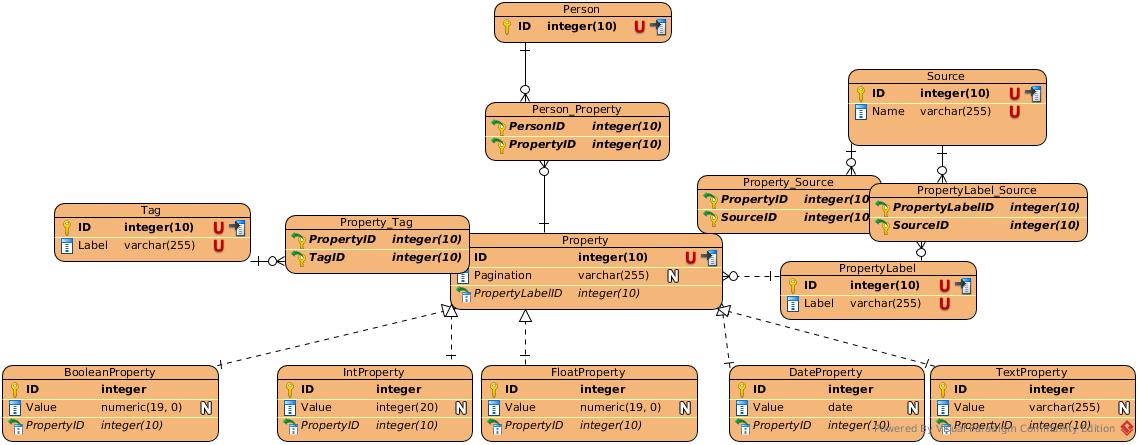 Person
ID integer(10) U
Person_Property
PersonID integer(10)
PropertyID integer(10)
Source
ID integer(10) U
Name varchar(255) U
Property_Source
PropertyID integer(10
SourceID integer(10
PropertyLabel_Source
PropertyLabelID integer(10)
SourceID integer(10)
Tag
ID integer(10) U
Label varchar(255) U
Property_Tag
PropertyID integer(10)
TagID integer(10)
Property
ID integer(10) U
Pagination varchar(255) N
PropertyLabelID integer(10)
PropertyLabel
ID integer(10) U
Label varchar(255) U
BooleanProperty
ID integer
Value numeric(19, 0) N
PropertyID integer(10)
IntProperty
ID integer
Value integer(20) N
PropertyID integer(10)
FloatProperty
ID integer
Value numeric(19, 0) N
PropertyID integer(10)
DateProperty
ID integer
Value date N
PropertyID integer(10)
TextProperty
ID integer
Value varchar(255) N
PropertyID integer(10)
Powered By Visual Paradigm Community Edition